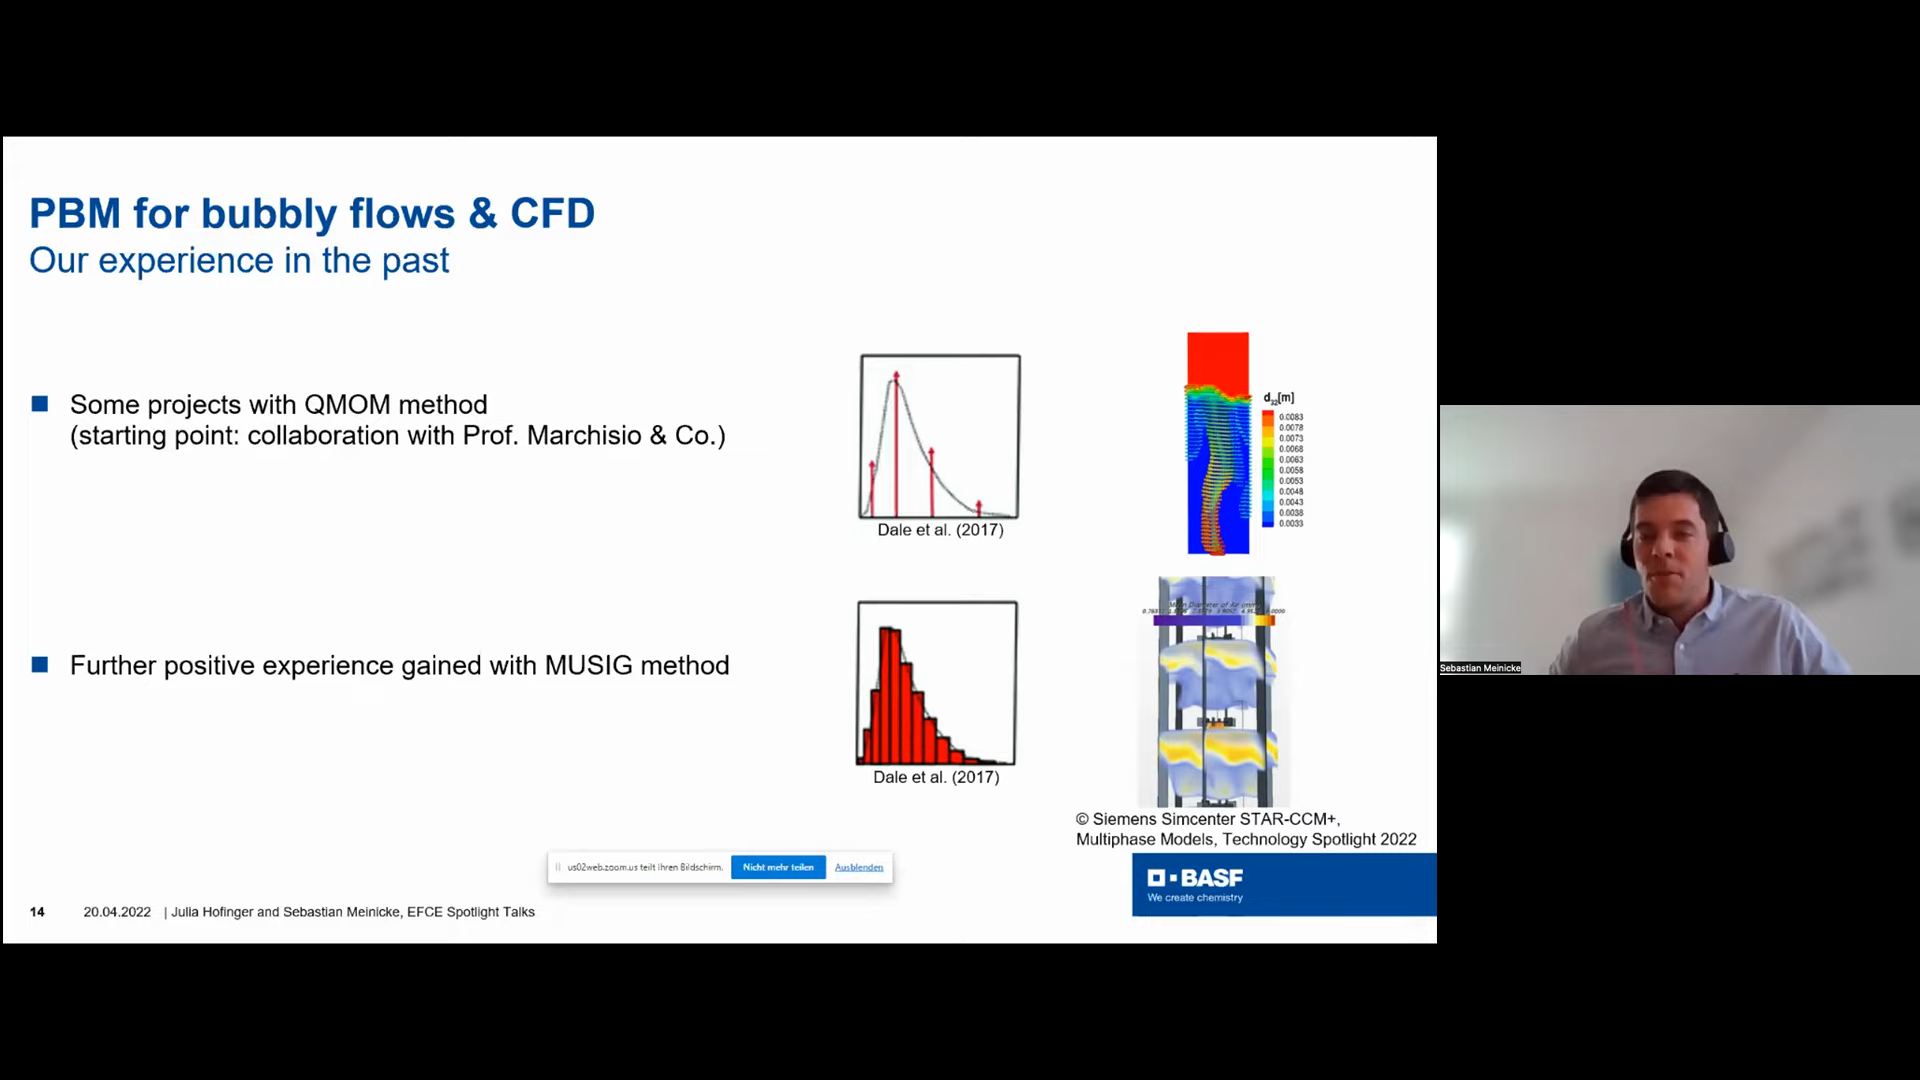 PBM for bubbly flows & CFD
Our experience in the past
Some projects with QMOM method
(starting point: collaboration with Prof. Marchisio & Co.)
Dale et al. (2017)
d32[m]
0.0083
0.0078
0.0073
0.0068
0.0063
0.0058
0.0053
0.0048
0.0043
0.0038
0.0033
Further positive experience gained with MUSIG method
Dale et al. (2017)
Mean Diameter of Air (mm)
© Siemens Simcenter STAR-CCM+,
Multiphase Models, Technology Spotlight 2022
us02web.zoom.us teilt Ihren Bildschirm.
Nicht mehr teilen
Ausblenden
BASF
We create chemistry
14 20.04.2022 | Julia Hofinger and Sebastian Meinicke, EFCE Spotlight Talks
Sebastian Meinicke